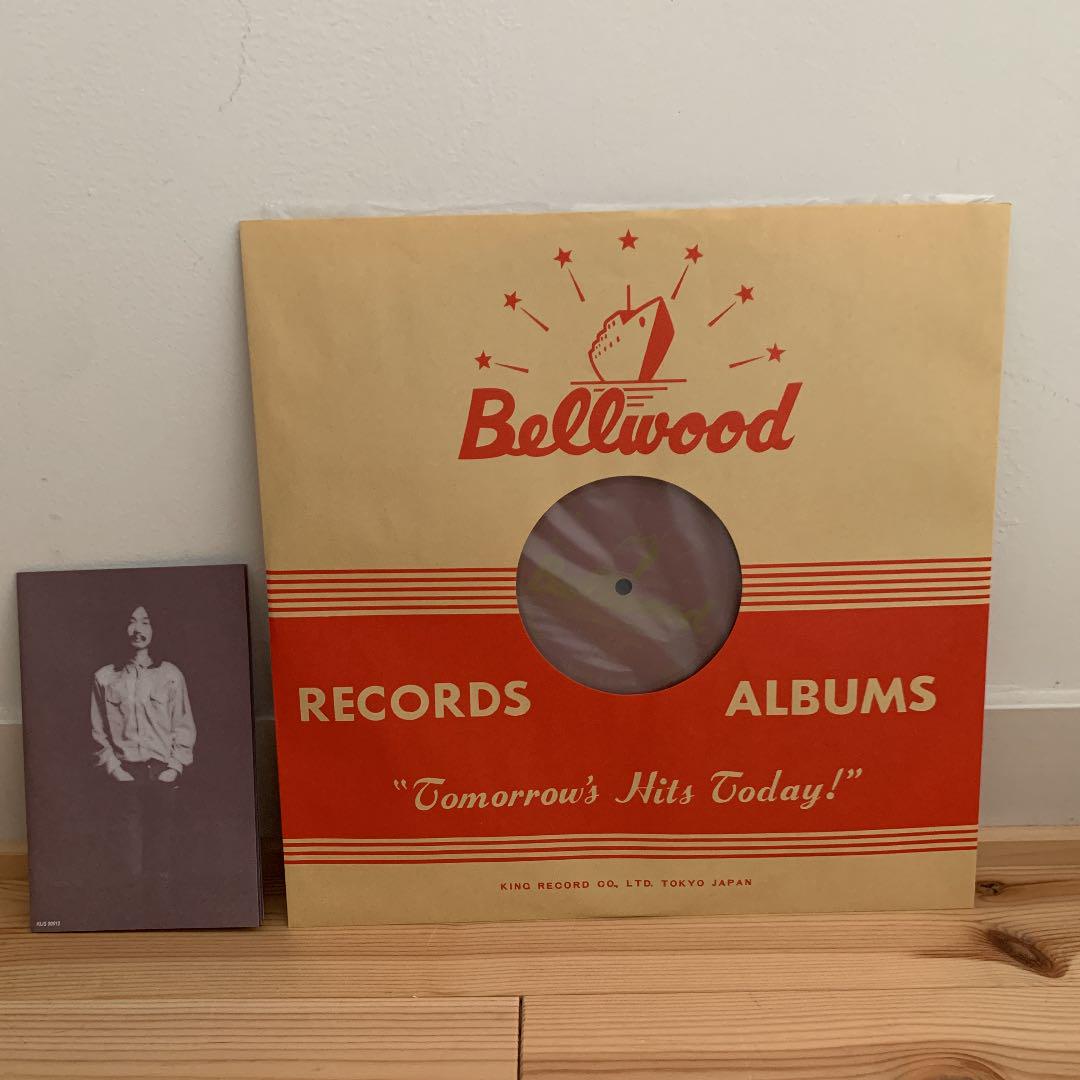 Bellwood
RECORDS ALBUMS
“Tomorrow's Hits Today!”
KING RECORD CO., LTD. TOKYO JAPAN